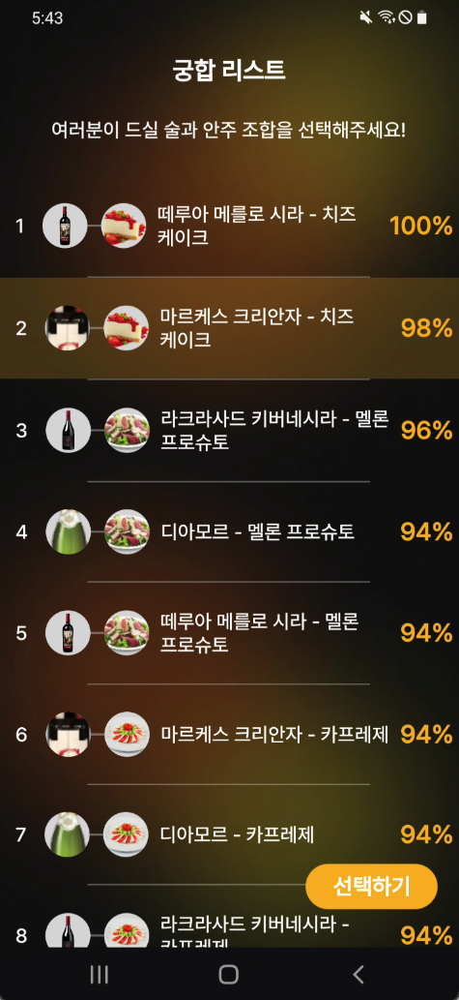 5:43
궁합 리스트
여러분이 드실 술과 안주 조합을 선택해주세요!
1
떼루아 메를로 시라 - 치즈
케이크
100%
2
마르케스 크리안자 - 치즈
케이크
98%
3
라크라사드 키버네시라 - 멜론
프로슈토
96%
4
디아모르 - 멜론 프로슈토
94%
5
떼루아 메를로 시라 - 멜론
프로슈토
94%
6
마르케스 크리안자 - 카프레제
94%
7
디아모르 - 카프레제
94%
선택하기
8
라크라사드 키버네시라 -
카프레제
94%